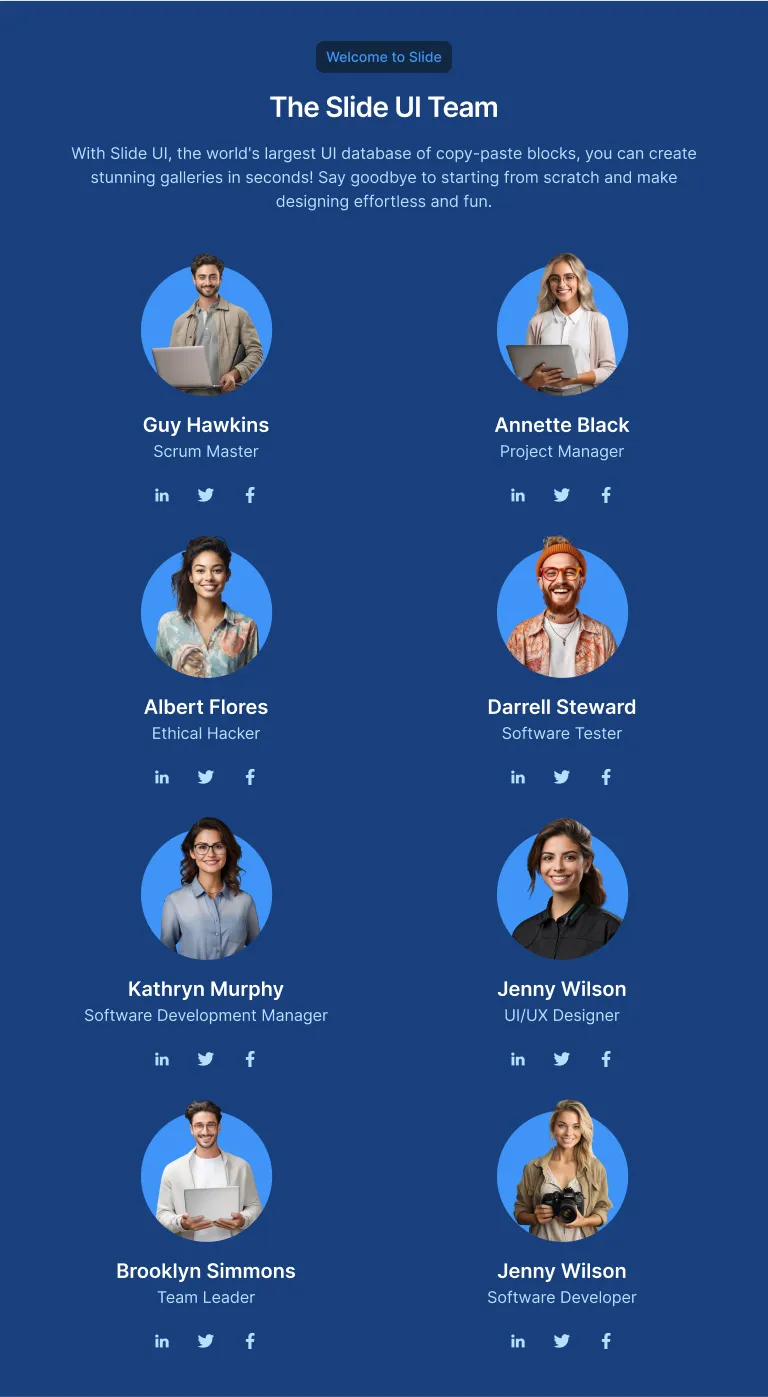 Welcome to Slide
The Slide UI Team
With Slide UI, the world's largest UI database of copy-paste blocks, you can create
stunning galleries in seconds! Say goodbye to starting from scratch and make
designing effortless and fun.
Guy Hawkins
Scrum Master
Annette Black
Project Manager
Albert Flores
Ethical Hacker
Darrell Steward
Software Tester
Kathryn Murphy
Software Development Manager
Jenny Wilson
UI/UX Designer
Brooklyn Simmons
Team Leader
Jenny Wilson
Software Developer